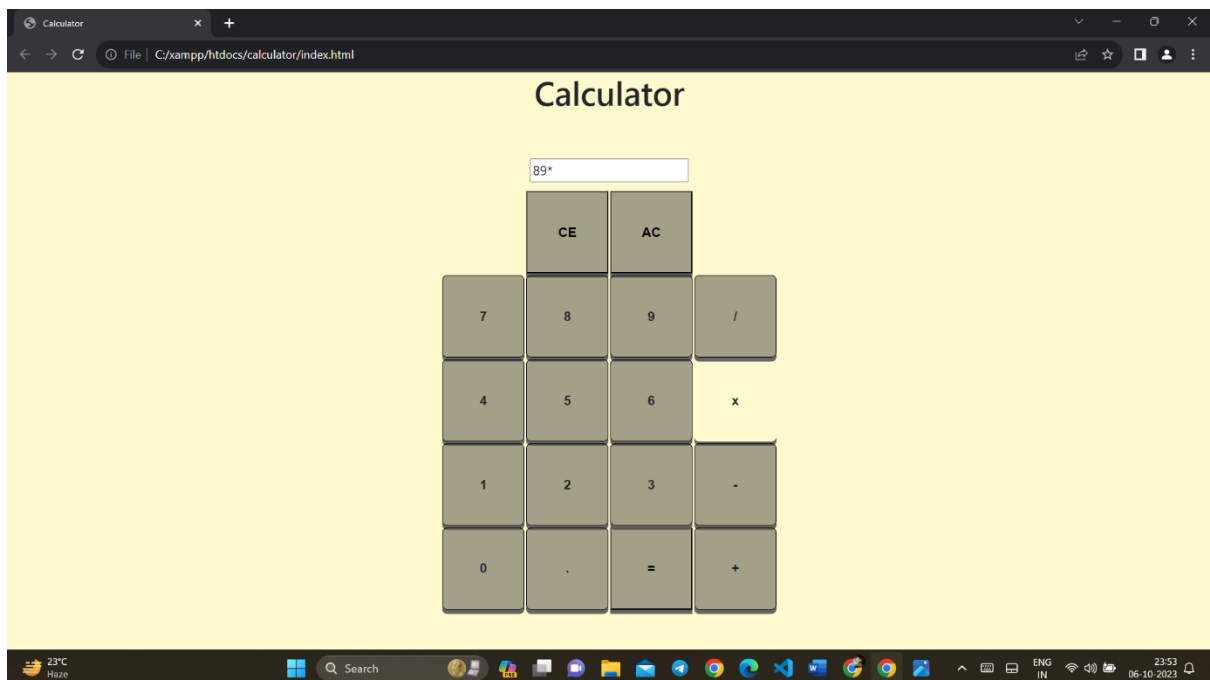 Calculator
File C:/xampp/htdocs/calculator/index.html
Calculator
89*
CE AC
7 8 9 /
4 5 6 x
1 2 3 -
0 . = +
23°C
Haze
Search
PRE
W
ENG
IN
23:53
06-10-2023